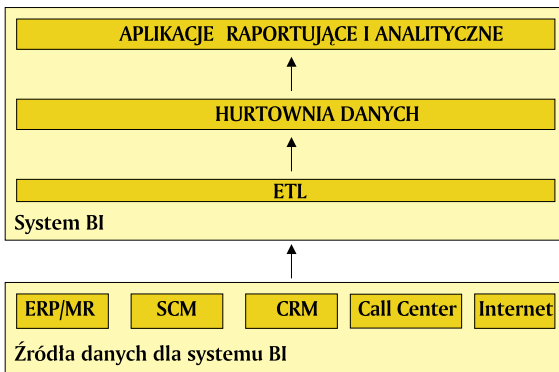 APLIKACJE RAPORTUJĄCE I ANALITYCZNE
HURTOWNIA DANYCH
ETL
System BI
ERP/MR SCM CRM Call Center Internet
Źródła danych dla systemu BI